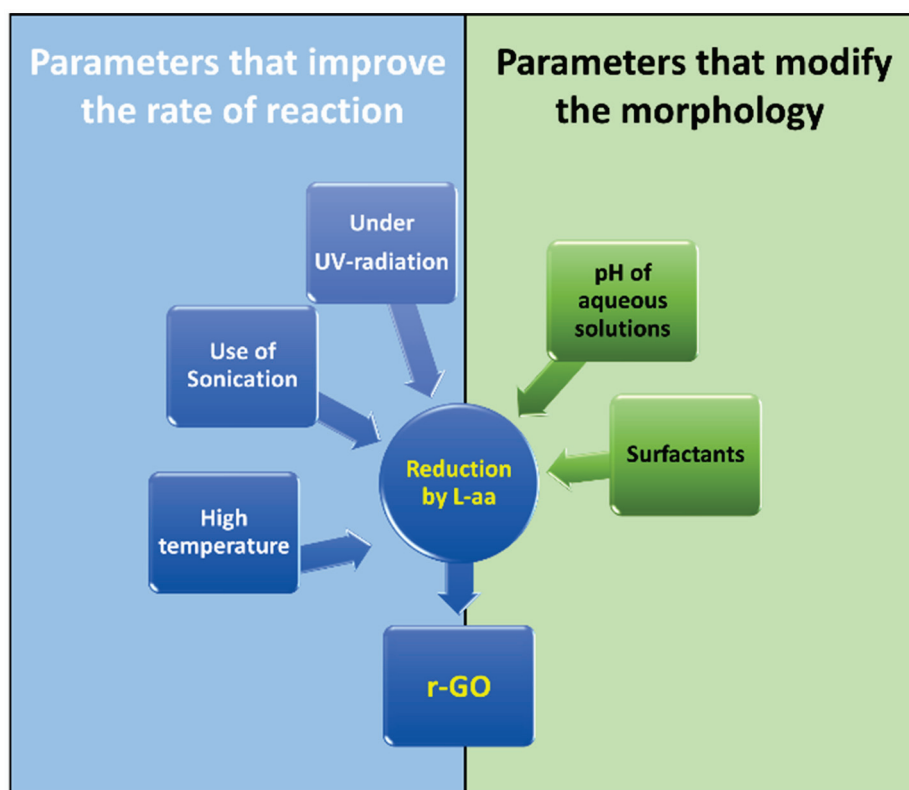 Parameters that improve
the rate of reaction
Parameters that modify
the morphology
Under
UV-radiation
Use of
Sonication
High
temperature
pH of
aqueous
solutions
Surfactants
Reduction
by L-aa
r-GO